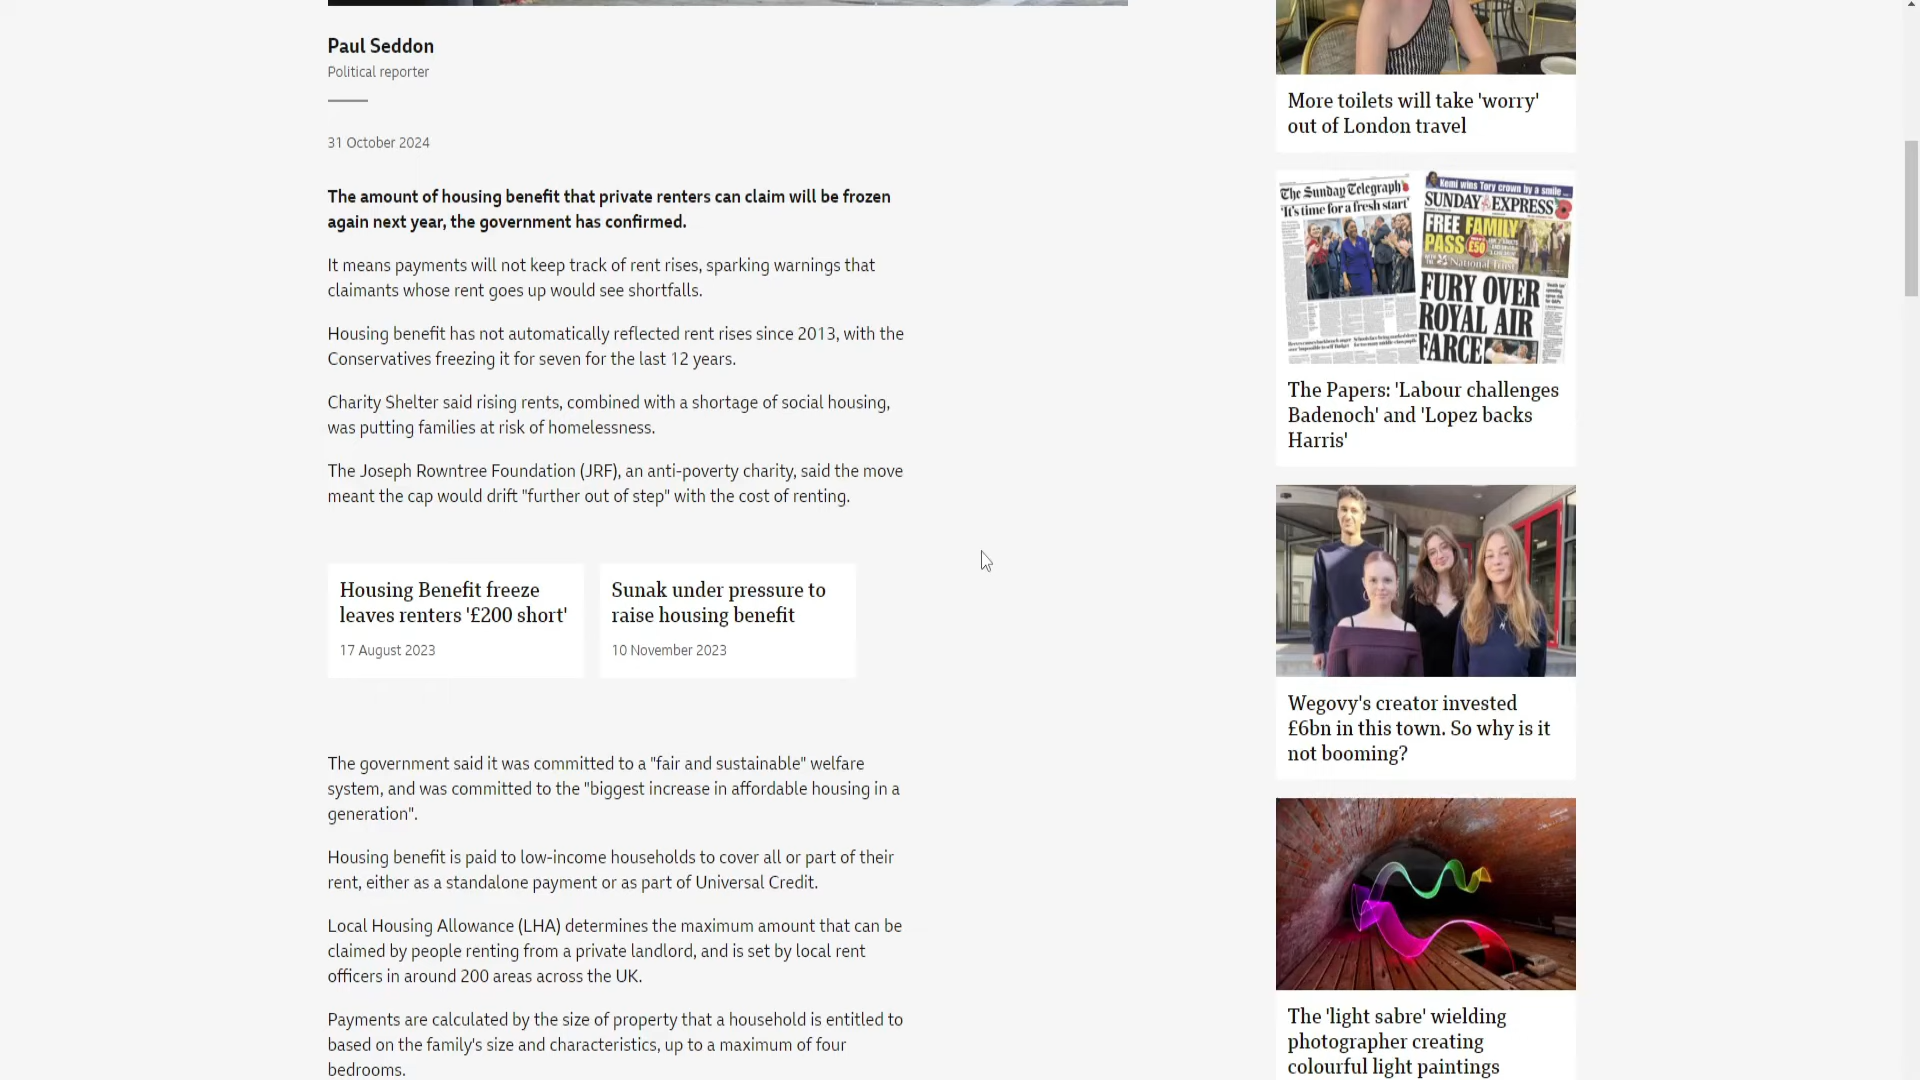 Paul Seddon
Political reporter
31 October 2024
The amount of housing benefit that private renters can claim will be frozen
again next year, the government has confirmed.
It means payments will not keep track of rent rises, sparking warnings that
claimants whose rent goes up would see shortfalls.
Housing benefit has not automatically reflected rent rises since 2013, with the
Conservatives freezing it for seven for the last 12 years.
Charity Shelter said rising rents, combined with a shortage of social housing,
was putting families at risk of homelessness.
The Joseph Rowntree Foundation (JRF), an anti-poverty charity, said the move
meant the cap would drift "further out of step" with the cost of renting.
Housing Benefit freeze
leaves renters '£200 short'
17 August 2023
Sunak under pressure to
raise housing benefit
10 November 2023
The government said it was committed to a "fair and sustainable" welfare
system, and was committed to the "biggest increase in affordable housing in a
generation".
Housing benefit is paid to low-income households to cover all or part of their
rent, either as a standalone payment or as part of Universal Credit.
Local Housing Allowance (LHA) determines the maximum amount that can be
claimed by people renting from a private landlord, and is set by local rent
officers in around 200 areas across the UK.
Payments are calculated by the size of property that a household is entitled to
based on the family's size and characteristics, up to a maximum of four
bedrooms.
More toilets will take 'worry'
out of London travel
The Sunday Telegraph
'It's time for a fresh start'
Kemi wins Tory crown by a smile ...
SUNDAY EXPRESS
FREE FAMILY
PASS
£50
National Trust
FURY OVER
ROYAL AIR
FARCE
The Papers: 'Labour challenges
Badenoch' and 'Lopez backs
Harris'
Wegovy's creator invested
£6bn in this town. So why is it
not booming?
The 'light sabre' wielding
photographer creating
colourful light paintings